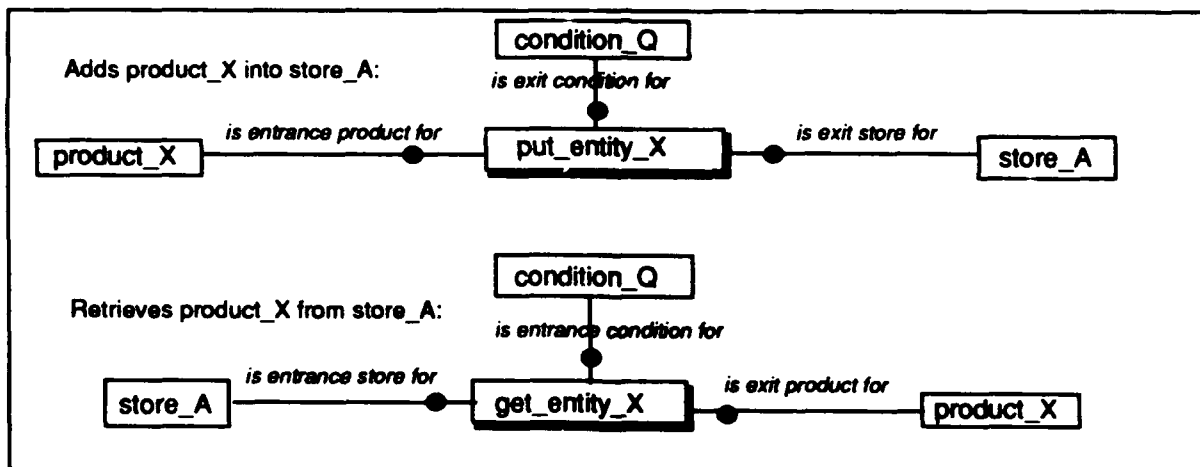 condition_Q
Adds product_X into store_A:
is exit condition for
is entrance product for
is exit store for
product_X
put_entity_X
store_A
condition_Q
Retrieves product_X from store_A:
is entrance condition for
is entrance store for
is exit product for
store_A
get_entity_X
product_X